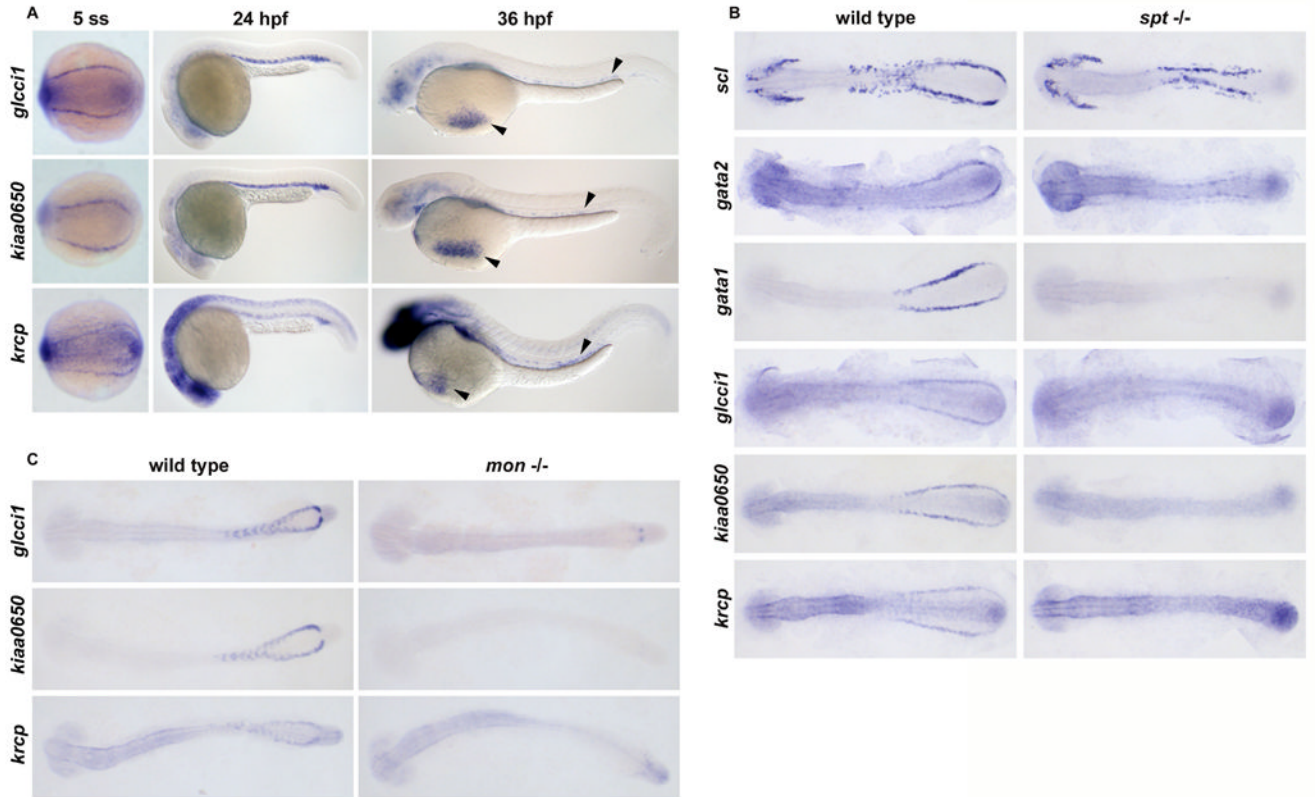 A
5 ss 24 hpf 36 hpf
glcci1
kiaa0650
krcp
B
wild type spt -/-
scl
gata2
gata1
glcci1
kiaa0650
krcp
C
wild type mon -/-
glcci1
kiaa0650
krcp